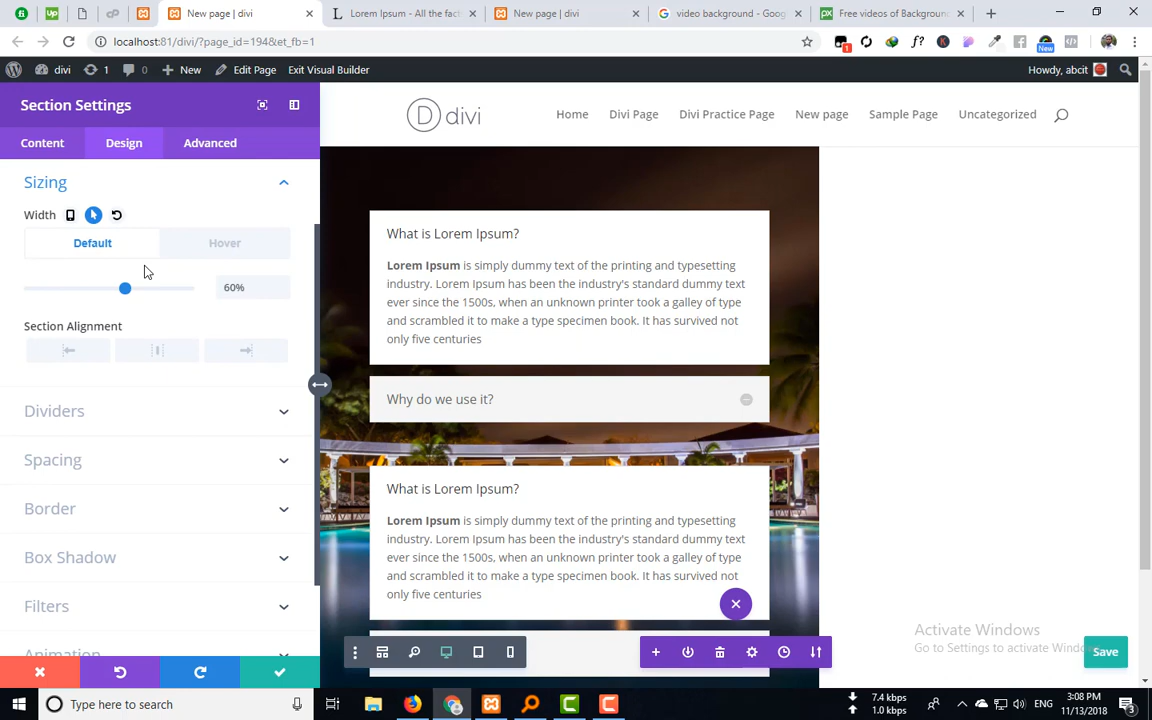 New page | divi
Lorem Ipsum - All the fact
New page | divi
video background - Goog
Free videos of Background
localhost:81/divi/?page_id=194&et_fb=1
New
divi
1
0
New
Edit Page
Exit Visual Builder
Howdy, abcit
Section Settings
Content
Design
Advanced
Sizing
Width
Default
Hover
60%
Section Alignment
Dividers
Spacing
Border
Box Shadow
Filters
Animation
divi
Home
Divi Page
Divi Practice Page
New page
Sample Page
Uncategorized
What is Lorem Ipsum?
Lorem Ipsum is simply dummy text of the printing and typesetting
industry. Lorem Ipsum has been the industry's standard dummy text
ever since the 1500s, when an unknown printer took a galley of type
and scrambled it to make a type specimen book. It has survived not
only five centuries
Why do we use it?
What is Lorem Ipsum?
Lorem Ipsum is simply dummy text of the printing and typesetting
industry. Lorem Ipsum has been the industry's standard dummy text
ever since the 1500s, when an unknown printer took a galley of type
and scrambled it to make a type specimen book. It has survived not
only five centuries
Activate Windows
Go to Settings to activate Windows
Save
Type here to search
7.4 kbps
1.0 kbps
ENG
3:08 PM
11/13/2018
3